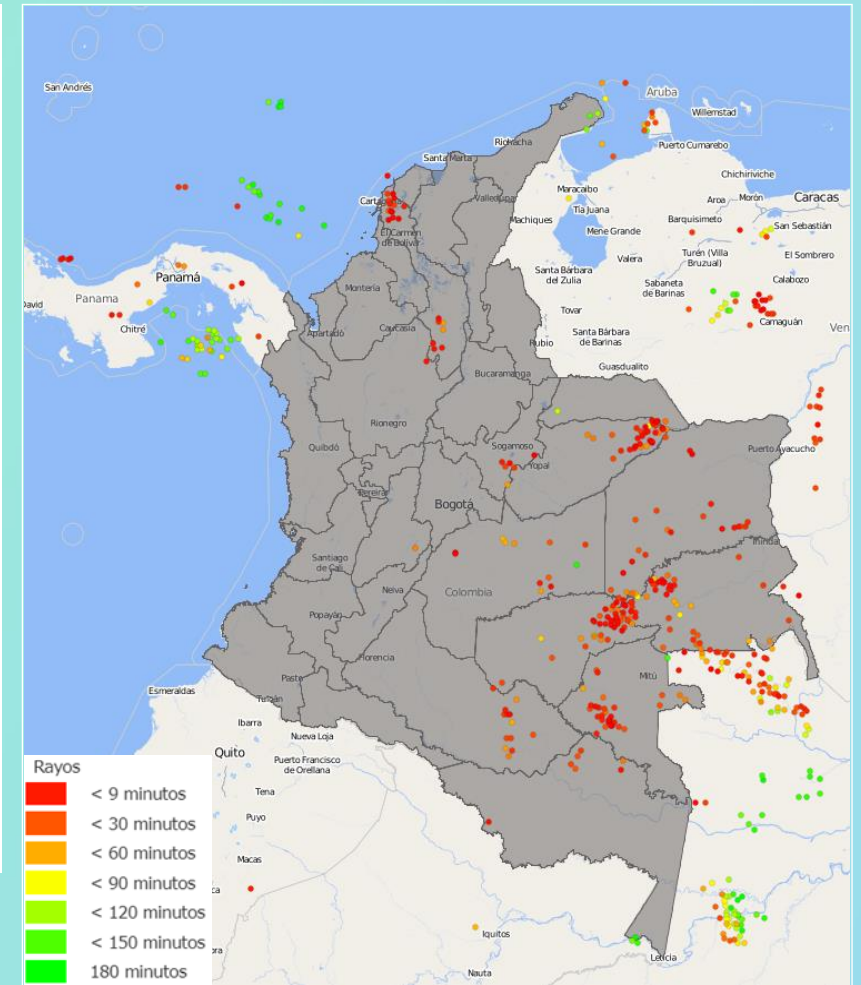 San Andrés
Aruba
Willemstad
Riohacha
Puerto Cumarebo
Santa Marta
Chichiriviche
Maracaibo
Caracas
Cartagena
Valledupar
Aroa
Morón
Tia Juana
Machiques
Barquisimeto
San Sebastián
El Carmen
de Bolívar
Mene Grande
Turén (Villa
Bruzual)
El Sombrero
Valera
Panamá
Santa Bárbara
del Zulia
Sabaneta
de Barinas
Calabozo
Montería
Panama
David
Tovar
Chitré
Apartadó
Caucasia
Camaguán
Rubio
Santa Bárbara
de Barinas
Ven
Guasdualito
Bucaramanga
Rionegro
Quibdó
Sogamoso
Puerto Ayacucho
Yopal
Pereira
Bogotá
Inírida
Santiago
de Cali
Neiva
Colombia
Popayán
Florencia
Mitú
Pasto
Esmeraldas
Tulcán
Ibarra
Nueva Loja
Quito
Puerto Francisco
de Orellana
Tena
Puyo
Macas
Iquitos
Leticia
Nauta
Rayos
< 9 minutos
< 30 minutos
< 60 minutos
< 90 minutos
< 120 minutos
< 150 minutos
180 minutos